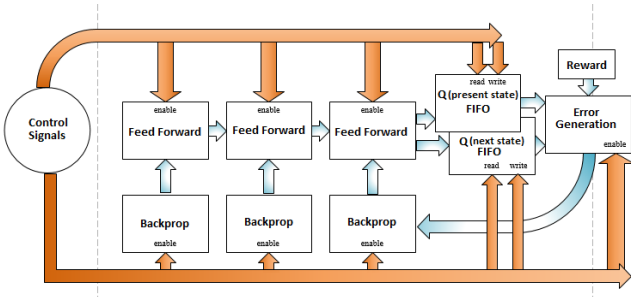 Control
Signals
enable
Feed Forward
enable
Feed Forward
enable
Feed Forward
read write
Q (present state)
FIFO
Q (next state)
FIFO
read write
Reward
Error
Generation
enable
Backprop
enable
Backprop
enable
Backprop
enable